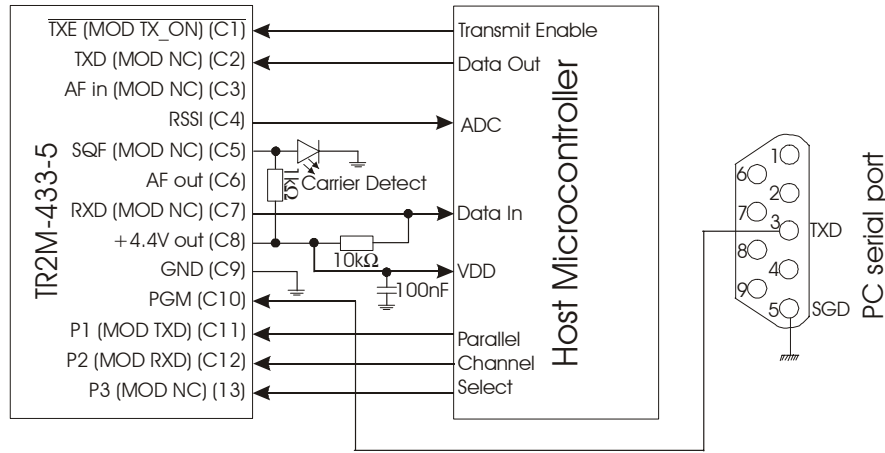 TXE (MOD TX_ON) (C1)
TXD (MOD NC) (C2)
AF in (MOD NC) (C3)
RSSI (C4)
SQF (MOD NC) (C5)
AF out (C6)
RXD (MOD NC) (C7)
+4.4V out (C8)
GND (C9)
PGM (C10)
P1 (MOD TXD) (C11)
P2 (MOD RXD) (C12)
P3 (MOD NC) (13)
TR2M-433-5
1kΩ
Carrier Detect
10kΩ
100nF
Transmit Enable
Data Out
ADC
Data In
VDD
Parallel
Channel
Select
Host Microcontroller
1
6
2
7
3
TXD
8
4
9
5
SGD
PC serial port